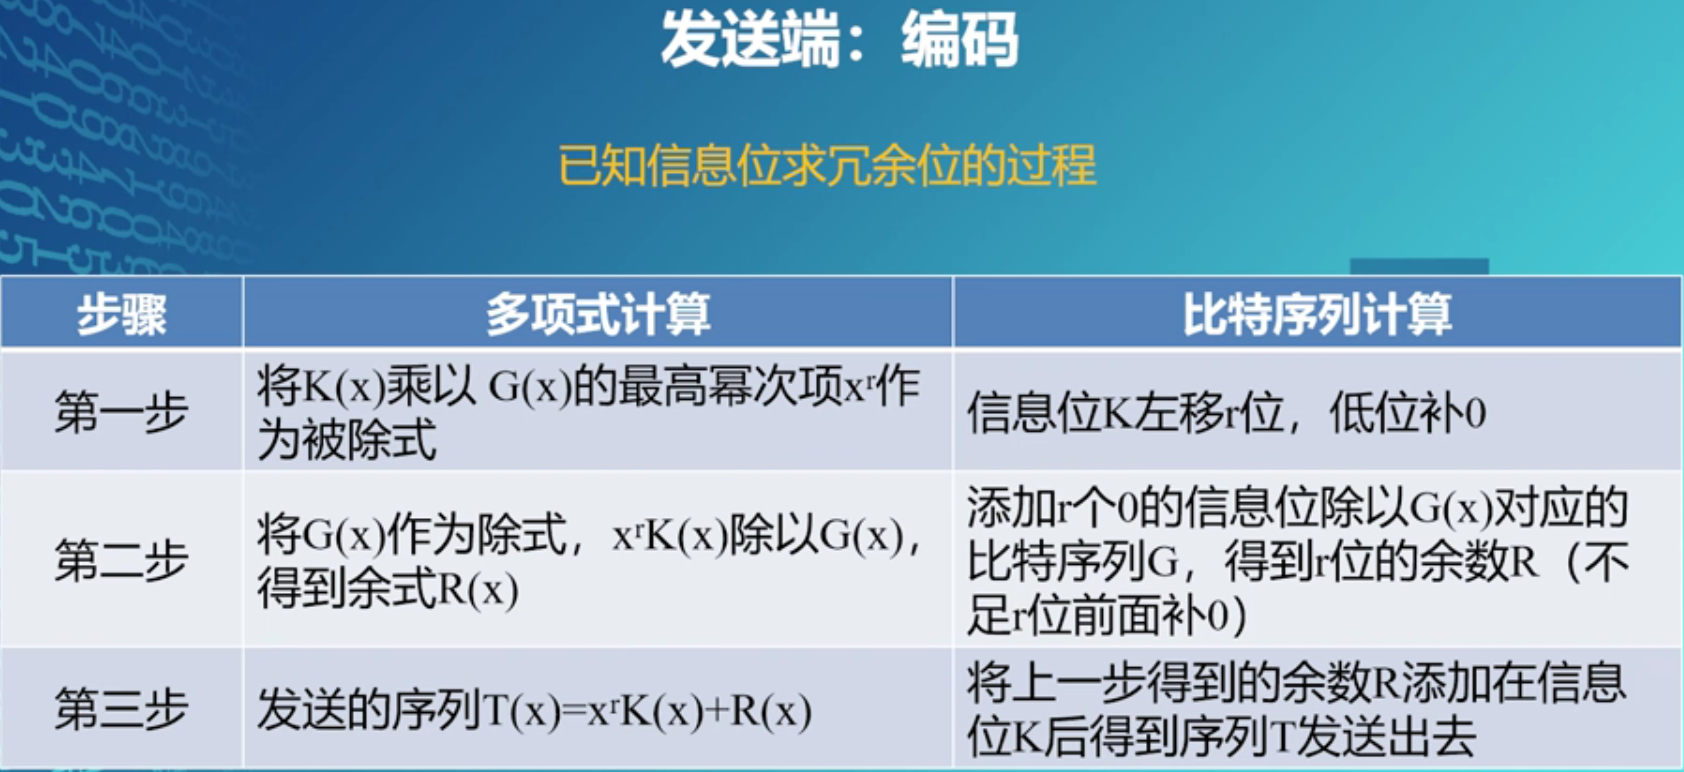 发送端：编码
已知信息位求冗余位的过程
步骤 多项式计算 比特序列计算
第一步
将K(x)乘以 G(x)的最高幂次项xʳ作
为被除式
信息位K左移r位，低位补0
第二步
将G(x)作为除式，xʳK(x)除以G(x)，
得到余式R(x)
添加r个0的信息位除以G(x)对应的
比特序列G，得到r位的余数R（不
足r位前面补0）
第三步
发送的序列T(x)=xʳK(x)+R(x)
将上一步得到的余数R添加在信息
位K后得到序列T发送出去